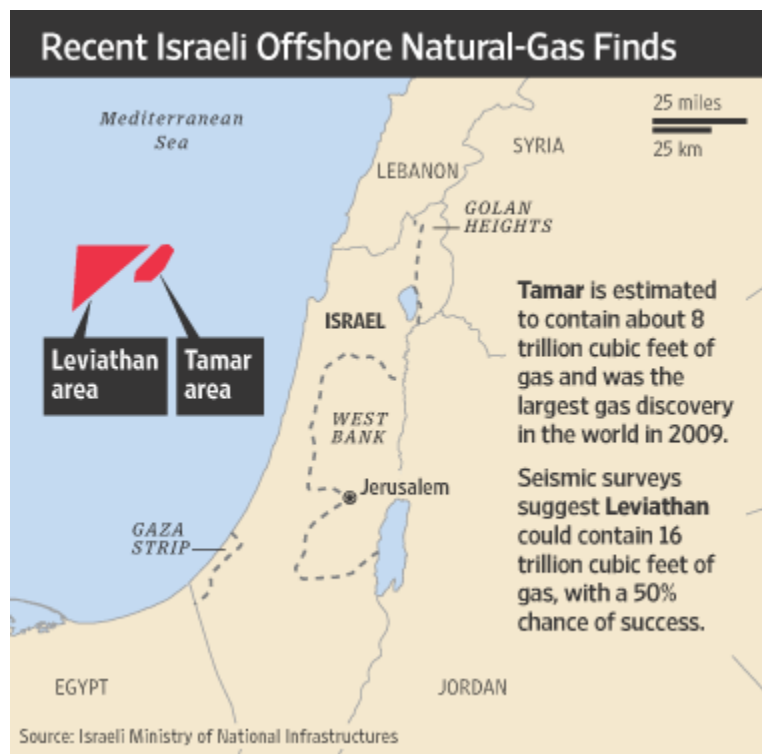 Recent Israeli Offshore Natural-Gas Finds
Mediterranean
Sea
25 miles
25 km
SYRIA
LEBANON
GOLAN
HEIGHTS
ISRAEL
Leviathan
area
Tamar
area
Tamar is estimated
to contain about 8
trillion cubic feet of
gas and was the
largest gas discovery
in the world in 2009.
WEST
BANK
Jerusalem
Seismic surveys
suggest Leviathan
could contain 16
trillion cubic feet of
gas, with a 50%
chance of success.
GAZA
STRIP
EGYPT
JORDAN
Source: Israeli Ministry of National Infrastructures